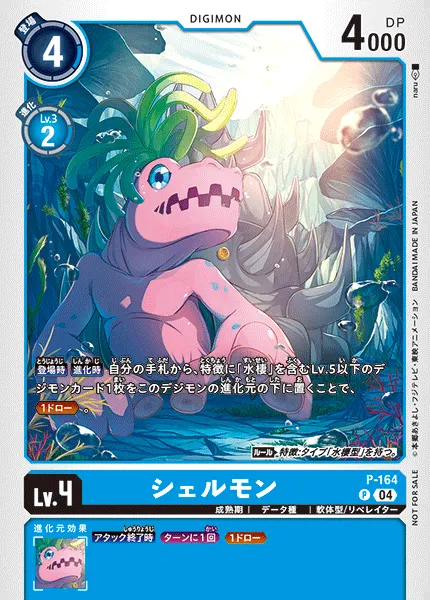 登場
4
DIGIMON
4000
DP
進化
Lv.3
2
naru
BANDAI MADE IN JAPAN
©本郷あきよし・フジテレビ・東映アニメーション
登場時 進化時 自分の手札から、特徴に「水棲」を含むLv.5以下のデ
ジモンカード1枚をこのデジモンの進化元の下に置くことで、
1ドロー 。
ルール 特徴:タイプ「水棲型」を持つ。
P-164
Lv.4
シェルモン
P 04
成熟期 | データ種 | 軟体型/リベレイター
NOT FOR SALE
進化元効果
アタック終了時 ターンに1回 1ドロー 。